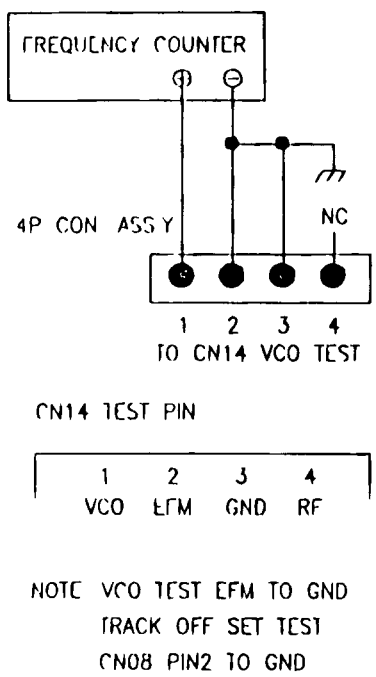 FREQUENCY COUNTER
+ −
NC
4P CON ASSY
1 2 3 4
TO CN14 VCO TEST
CN14 TEST PIN
1 2 3 4
VCO EFM GND RF
NOTE VCO TEST EFM TO GND
TRACK OFF SET TEST
CN08 PIN2 TO GND